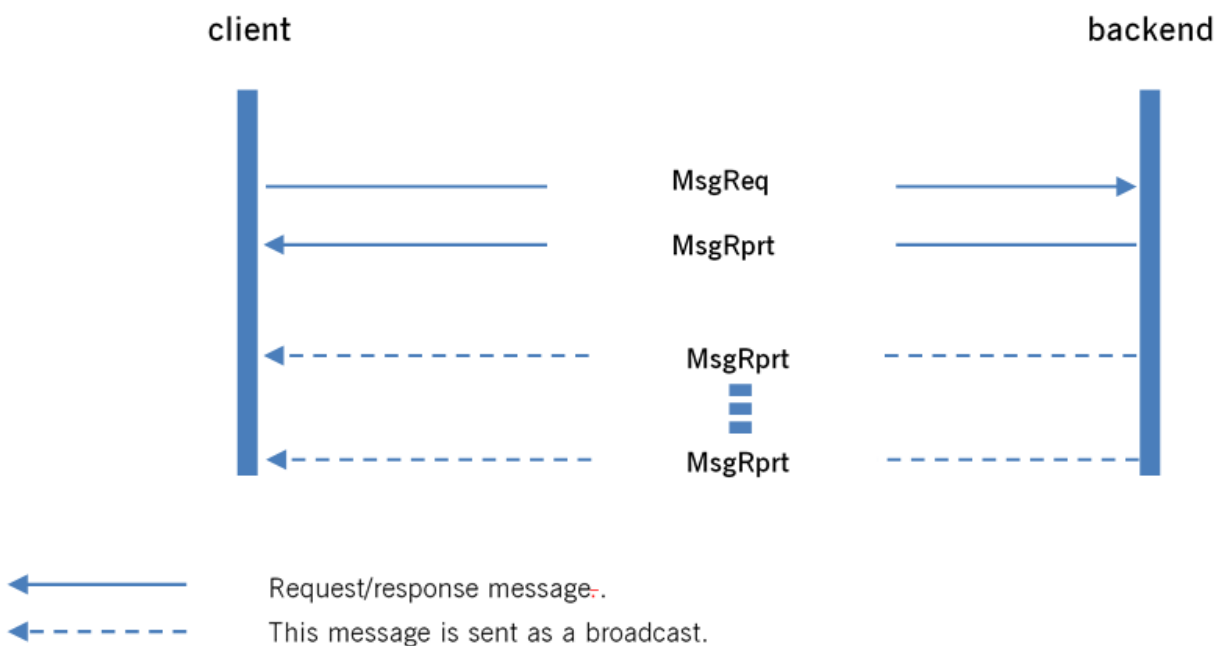 client backend
MsgReq
MsgRprt
MsgRprt
MsgRprt
Request/response message..
This message is sent as a broadcast.